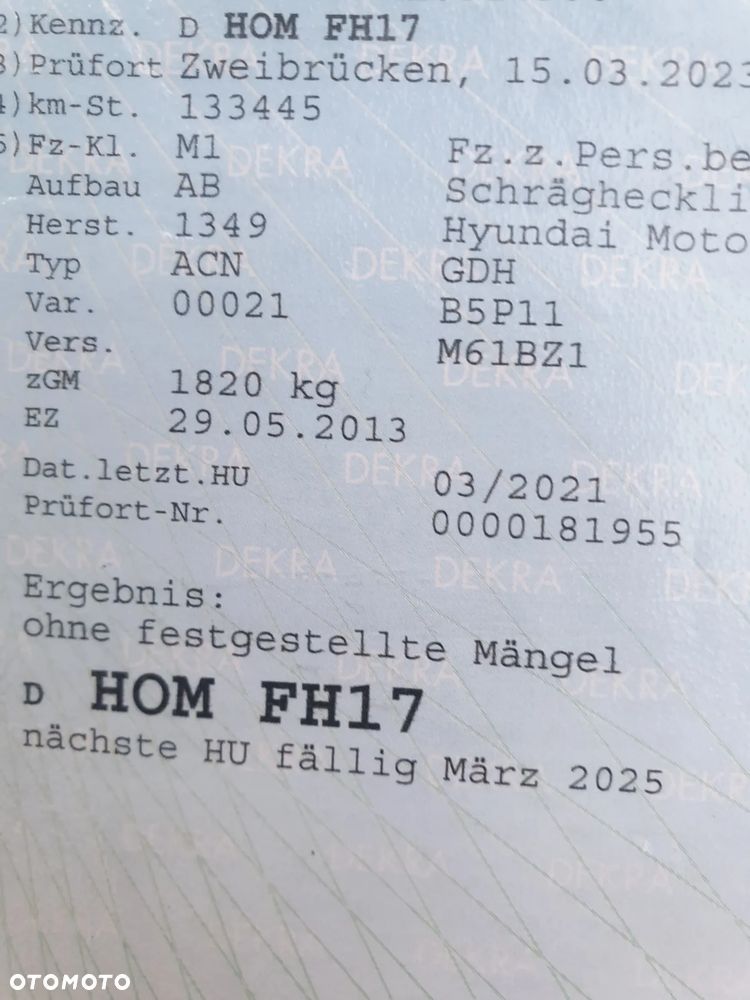 2)Kennz. D HOM FH17
3)Prüfort Zweibrücken, 15.03.2023
4)km-St. 133445
5)Fz-Kl. M1 Fz.z.Pers.be
Aufbau AB Schrägheckli
Herst. 1349 Hyundai Moto
Typ ACN GDH
Var. 00021 B5P11
Vers. M61BZ1
zGM 1820 kg
EZ 29.05.2013
Dat.letzt.HU 03/2021
Prüfort-Nr. 0000181955
Ergebnis:
ohne festgestellte Mängel
D HOM FH17
nächste HU fällig März 2025
DEKRA
OTOMOTO